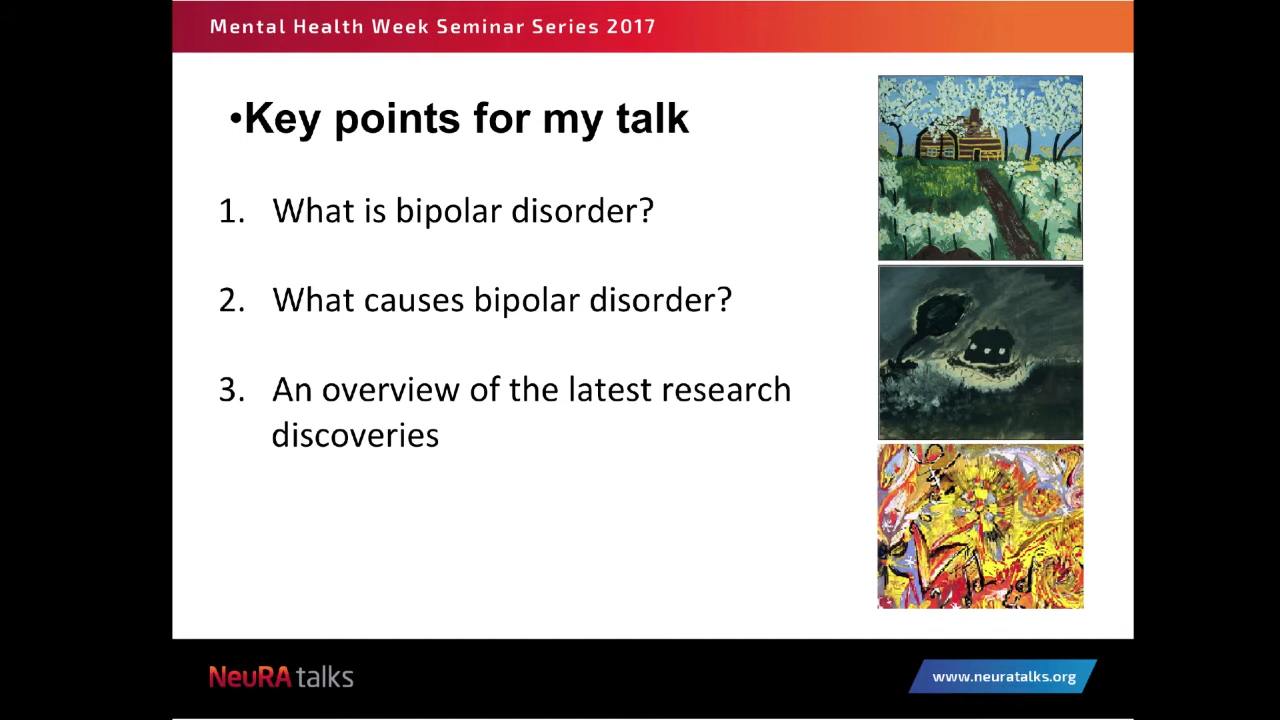 Mental Health Week Seminar Series 2017
•Key points for my talk
1. What is bipolar disorder?
2. What causes bipolar disorder?
3. An overview of the latest research
discoveries
NeuRA talks
www.neuratalks.org